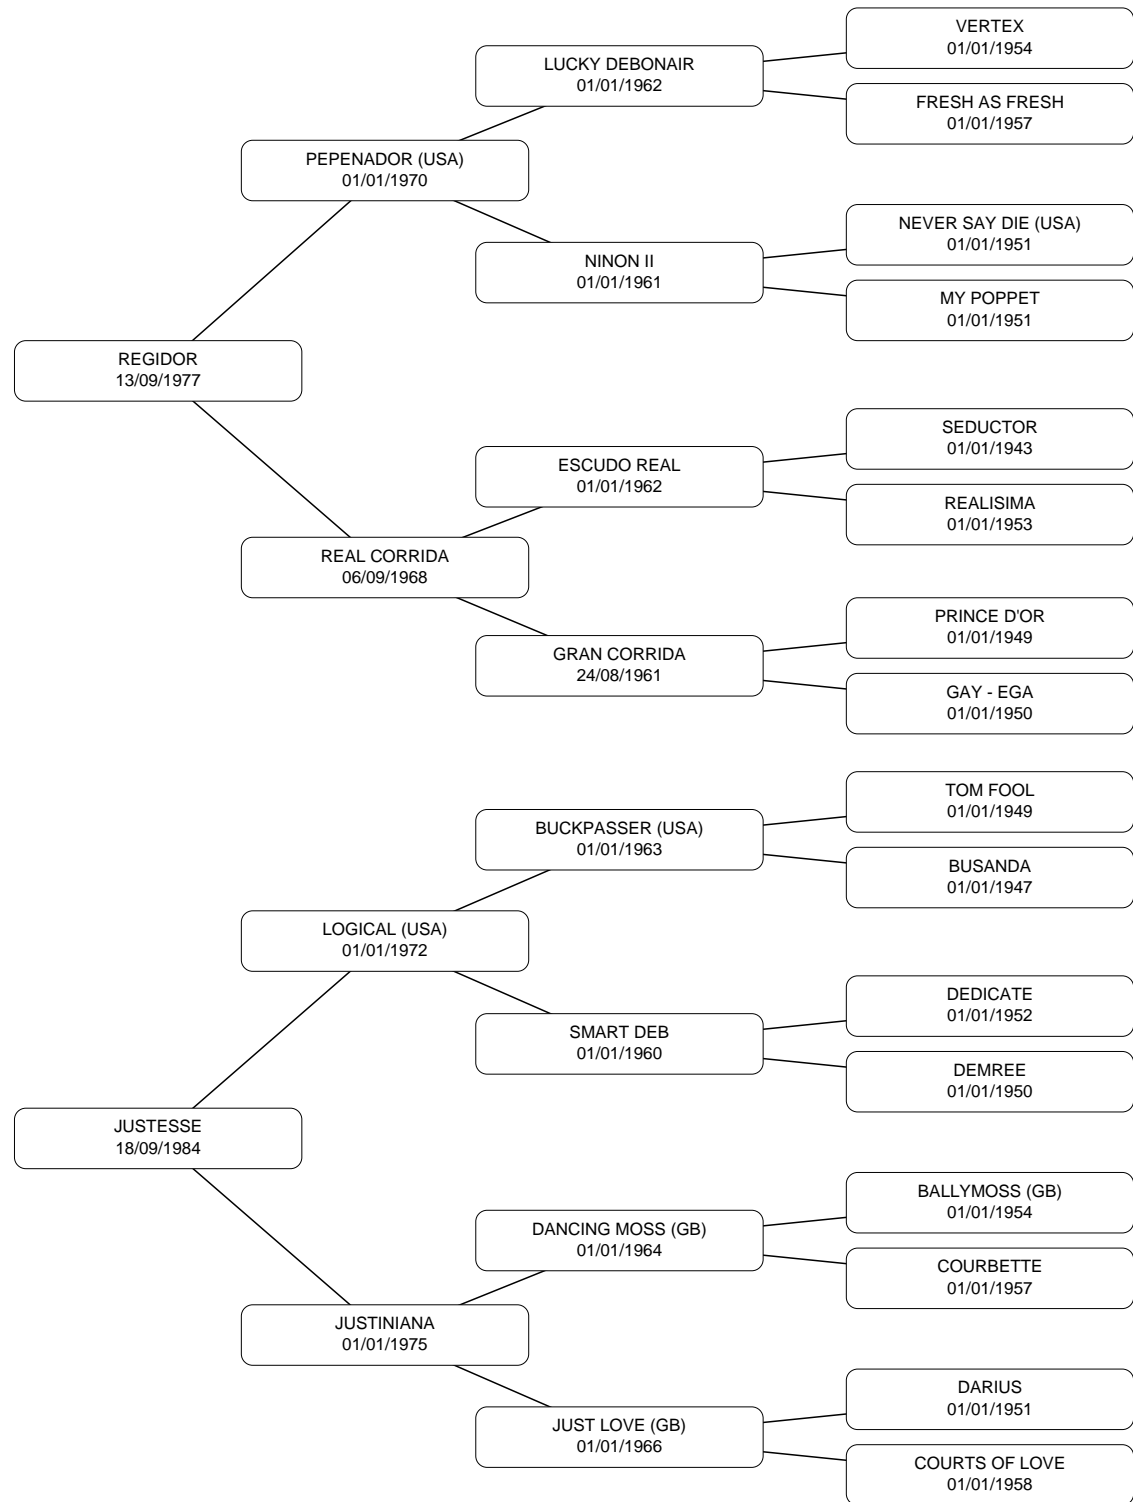 VERTEX
01/01/1954
LUCKY DEBONAIR
01/01/1962
FRESH AS FRESH
01/01/1957
PEPENADOR (USA)
01/01/1970
NEVER SAY DIE (USA)
01/01/1951
NINON II
01/01/1961
MY POPPET
01/01/1951
REGIDOR
13/09/1977
SEDUCTOR
01/01/1943
ESCUDO REAL
01/01/1962
REALISIMA
01/01/1953
REAL CORRIDA
06/09/1968
PRINCE D'OR
01/01/1949
GRAN CORRIDA
24/08/1961
GAY - EGA
01/01/1950
TOM FOOL
01/01/1949
BUCKPASSER (USA)
01/01/1963
BUSANDA
01/01/1947
LOGICAL (USA)
01/01/1972
DEDICATE
01/01/1952
SMART DEB
01/01/1960
DEMREE
01/01/1950
JUSTESSE
18/09/1984
BALLYMOSS (GB)
01/01/1954
DANCING MOSS (GB)
01/01/1964
COURBETTE
01/01/1957
JUSTINIANA
01/01/1975
DARIUS
01/01/1951
JUST LOVE (GB)
01/01/1966
COURTS OF LOVE
01/01/1958